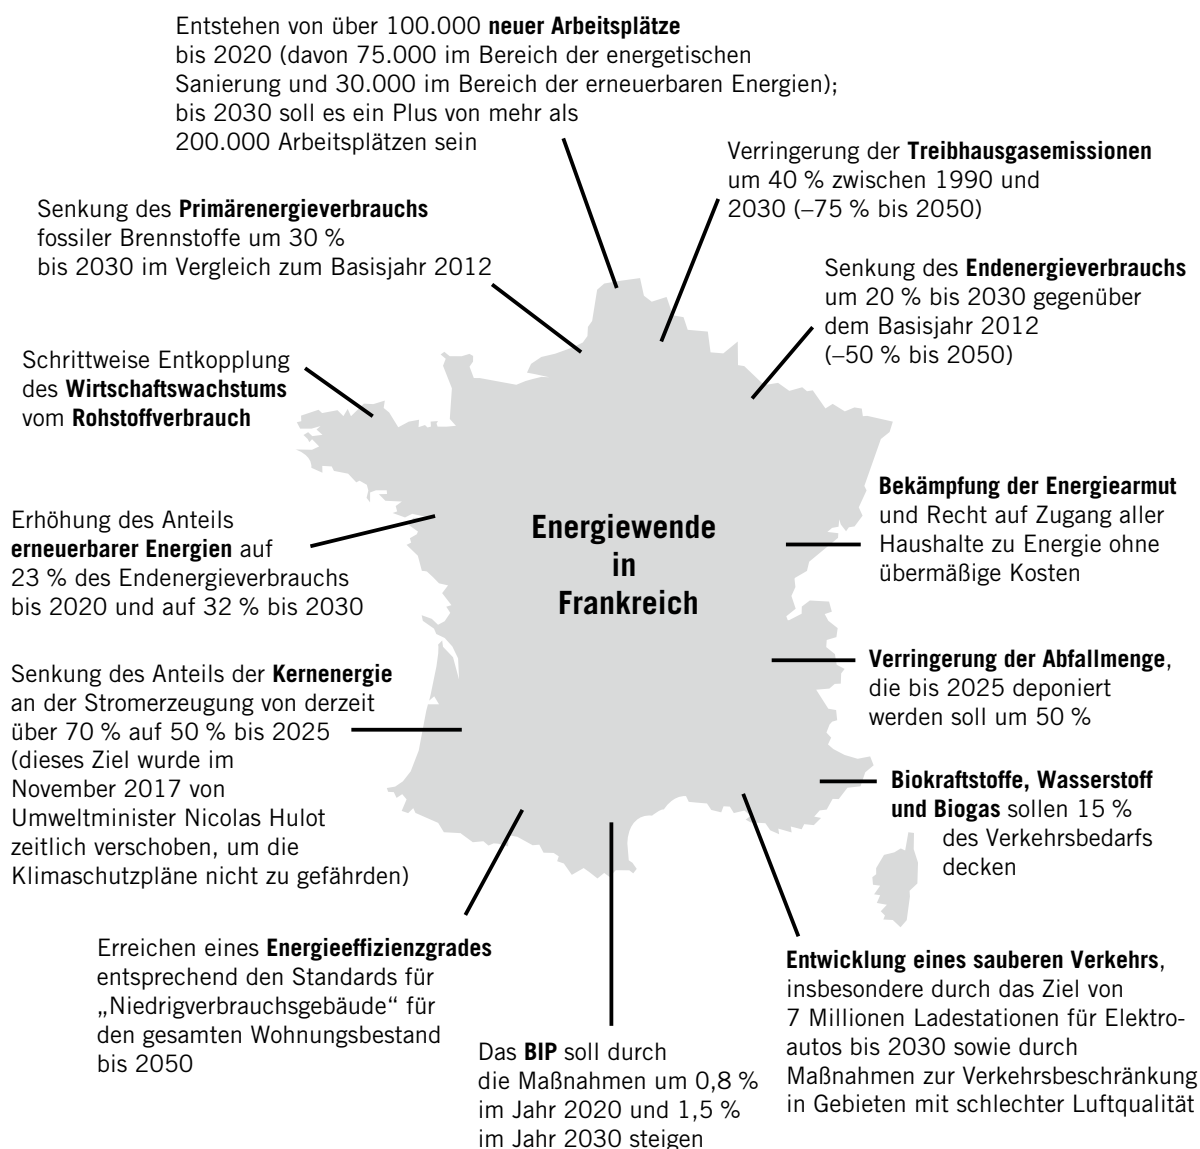 Entstehen von über 100.000 neuer Arbeitsplätze
bis 2020 (davon 75.000 im Bereich der energetischen
Sanierung und 30.000 im Bereich der erneuerbaren Energien);
bis 2030 soll es ein Plus von mehr als
200.000 Arbeitsplätzen sein
Verringerung der Treibhausgasemissionen
um 40 % zwischen 1990 und
2030 (–75 % bis 2050)
Senkung des Primärenergieverbrauchs
fossiler Brennstoffe um 30 %
bis 2030 im Vergleich zum Basisjahr 2012
Senkung des Endenergieverbrauchs
um 20 % bis 2030 gegenüber
dem Basisjahr 2012
(–50 % bis 2050)
Schrittweise Entkopplung
des Wirtschaftswachstums
vom Rohstoffverbrauch
Bekämpfung der Energiearmut
und Recht auf Zugang aller
Haushalte zu Energie ohne
übermäßige Kosten
Erhöhung des Anteils
erneuerbarer Energien auf
23 % des Endenergieverbrauchs
bis 2020 und auf 32 % bis 2030
Energiewende
in
Frankreich
Senkung des Anteils der Kernenergie
an der Stromerzeugung von derzeit
über 70 % auf 50 % bis 2025
(dieses Ziel wurde im
November 2017 von
Umweltminister Nicolas Hulot
zeitlich verschoben, um die
Klimaschutzpläne nicht zu gefährden)
Verringerung der Abfallmenge,
die bis 2025 deponiert
werden soll um 50 %
Biokraftstoffe, Wasserstoff
und Biogas sollen 15 %
des Verkehrsbedarfs
decken
Erreichen eines Energieeffizienzgrades
entsprechend den Standards für
„Niedrigverbrauchsgebäude“ für
den gesamten Wohnungsbestand
bis 2050
Das BIP soll durch
die Maßnahmen um 0,8 %
im Jahr 2020 und 1,5 %
im Jahr 2030 steigen
Entwicklung eines sauberen Verkehrs,
insbesondere durch das Ziel von
7 Millionen Ladestationen für Elektro-
autos bis 2030 sowie durch
Maßnahmen zur Verkehrsbeschränkung
in Gebieten mit schlechter Luftqualität